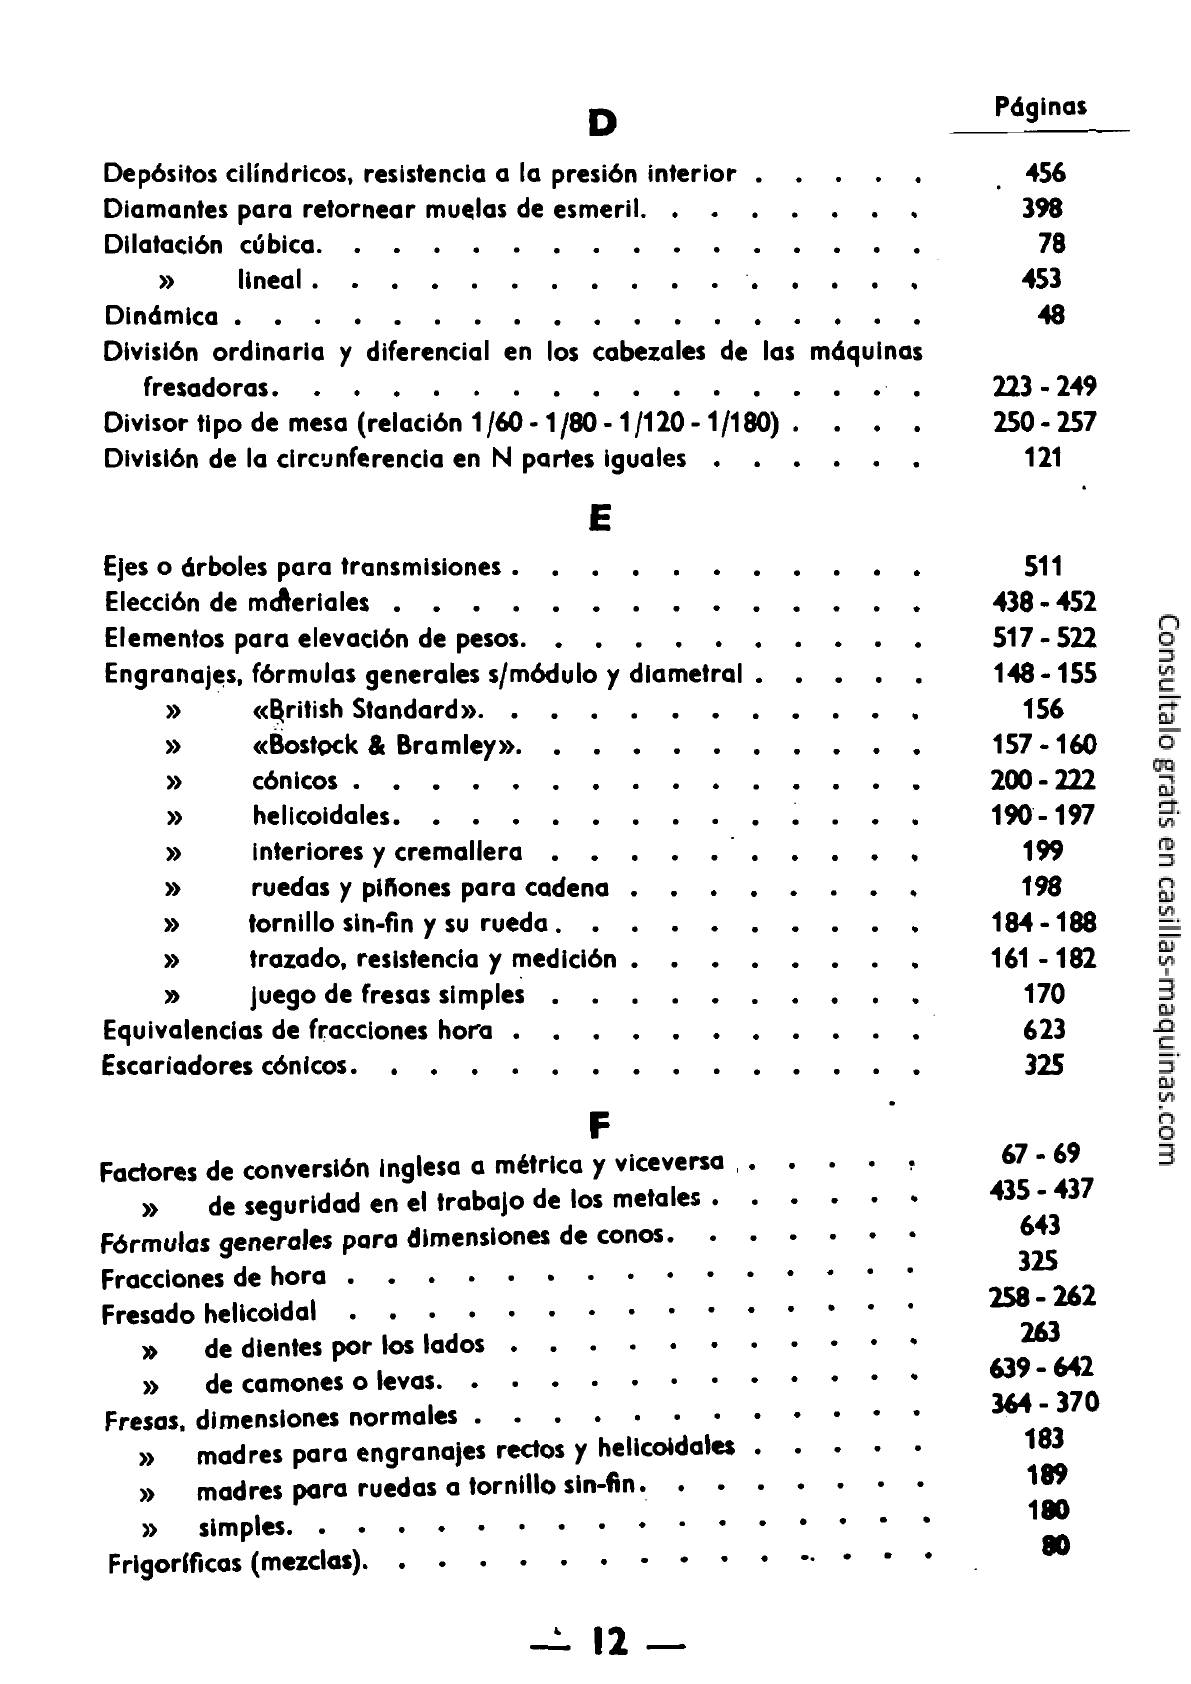 Páginas
D
Depósitos cilíndricos, resistencia a la presión interior . . . . . 456
Diamantes para retornear muelas de esmeril. . . . . . . . 398
Dilatación cúbica. . . . . . . . . . . . . . . . 78
» lineal . . . . . . . . . . . . . . . . 453
Dinámica . . . . . . . . . . . . . . . . . . 48
División ordinaria y diferencial en los cabezales de las máquinas
fresadoras. . . . . . . . . . . . . . . . . 223 - 249
Divisor tipo de mesa (relación 1/60 - 1/80 - 1/120 - 1/180) . . . . 250 - 257
División de la circunferencia en N partes iguales . . . . . . 121
E
Ejes o árboles para transmisiones . . . . . . . . . . . 511
Elección de materiales . . . . . . . . . . . . . . 438 - 452
Elementos para elevación de pesos. . . . . . . . . . . 517 - 522
Engranajes, fórmulas generales s/módulo y diametral . . . . . 148 - 155
» «British Standard». . . . . . . . . . . . 156
» «Bostock & Bramley». . . . . . . . . . . 157 - 160
» cónicos . . . . . . . . . . . . . . . 200 - 222
» helicoidales. . . . . . . . . . . . . . 190 - 197
» interiores y cremallera . . . . . . . . . . 199
» ruedas y piñones para cadena . . . . . . . . 198
» tornillo sin-fin y su rueda . . . . . . . . . . 184 - 188
» trazado, resistencia y medición . . . . . . . . 161 - 182
» juego de fresas simples . . . . . . . . . . 170
Equivalencias de fracciones hora . . . . . . . . . . . 623
Escariadores cónicos. . . . . . . . . . . . . . . 325
F
Factores de conversión inglesa a métrica y viceversa . . . . . 67 - 69
» de seguridad en el trabajo de los metales . . . . . . 435 - 437
Fórmulas generales para dimensiones de conos. . . . . . . 643
Fracciones de hora . . . . . . . . . . . . . . . 325
Fresado helicoidal . . . . . . . . . . . . . . . 258 - 262
» de dientes por los lados . . . . . . . . . . . 263
» de camones o levas. . . . . . . . . . . . . 639 - 642
Fresas, dimensiones normales . . . . . . . . . . . . 364 - 370
» madres para engranajes rectos y helicoidales . . . . . 183
» madres para ruedas a tornillo sin-fin. . . . . . . . 189
» simples. . . . . . . . . . . . . . . . . 180
Frigoríficas (mezclas). . . . . . . . . . . . . . . 80
— 12 —
Consultalo gratis en casillas-maquinas.com